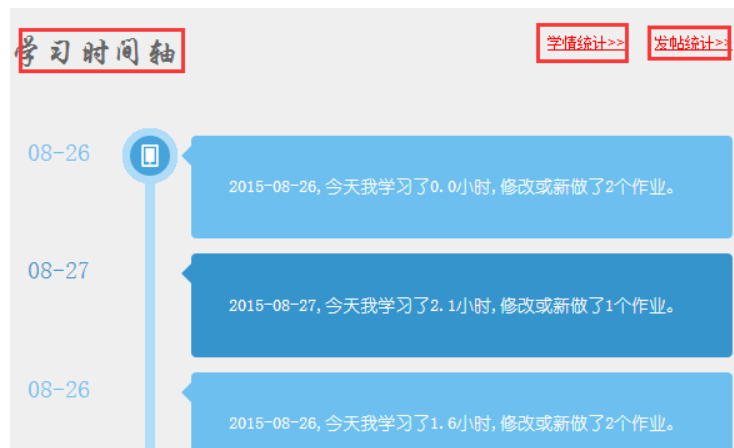 学习时间轴
学情统计>> 发帖统计>>
08-26
2015-08-26,今天我学习了0.0小时,修改或新做了2个作业。
08-27
2015-08-27,今天我学习了2.1小时,修改或新做了1个作业。
08-26
2015-08-26,今天我学习了1.6小时,修改或新做了2个作业。